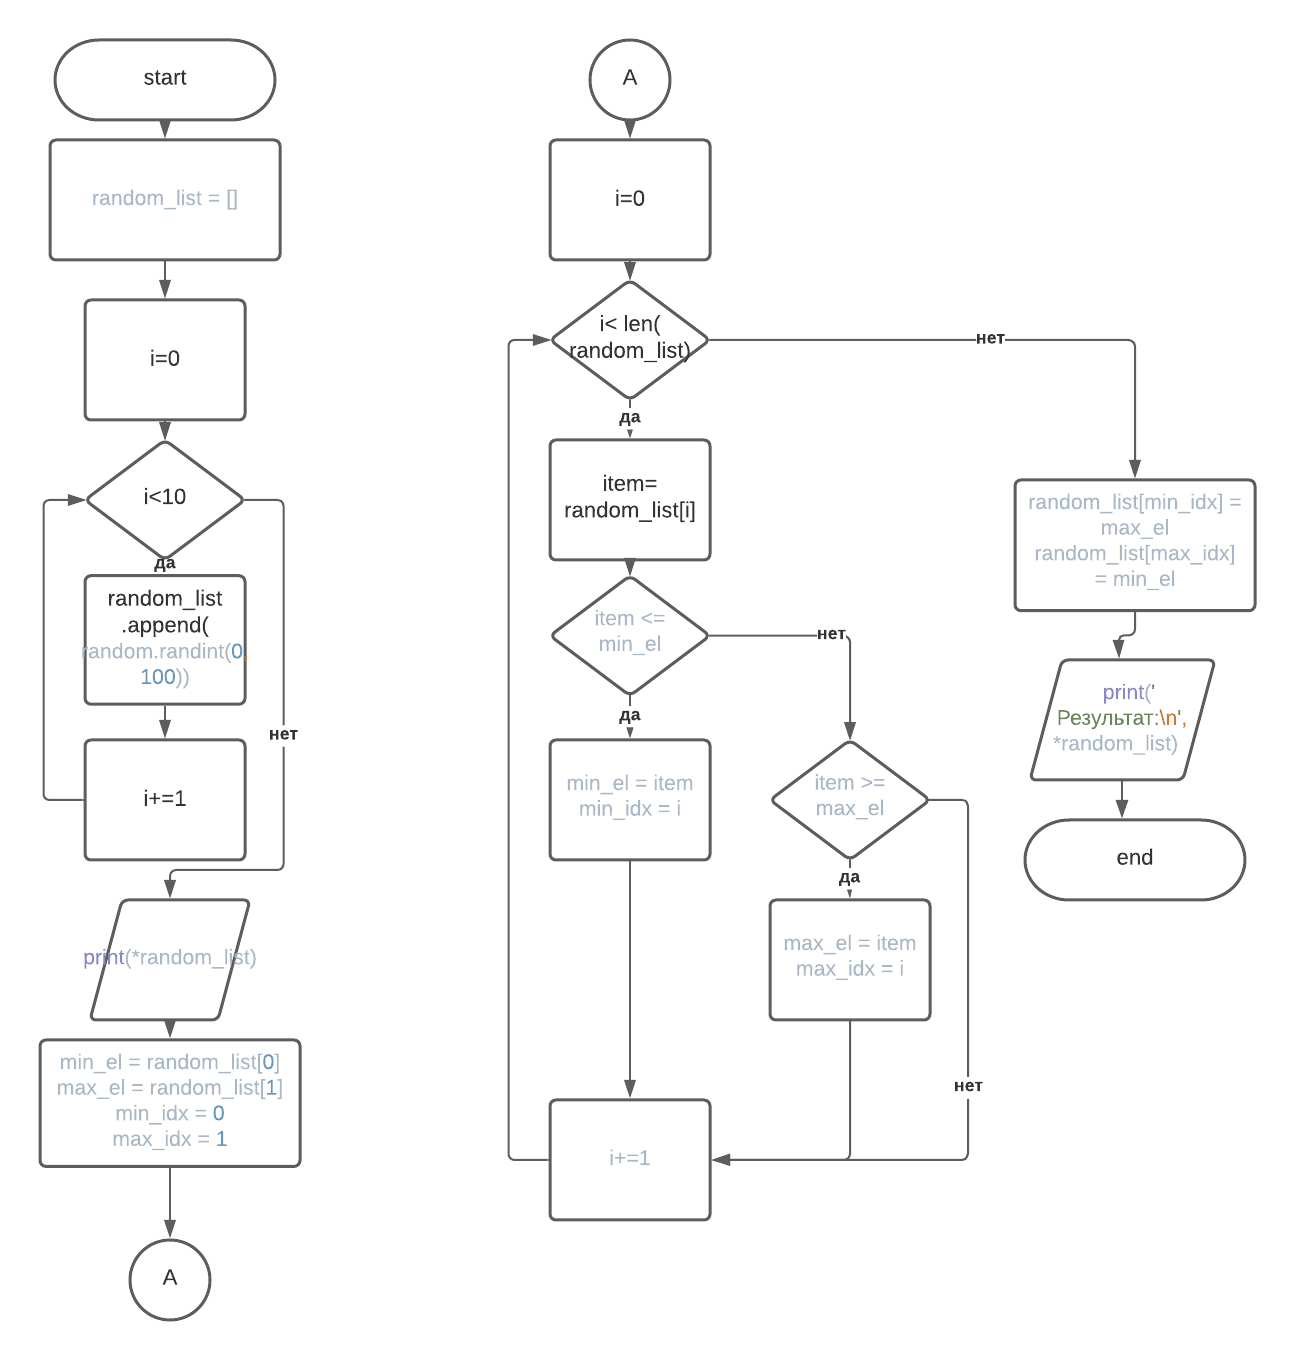 start
random_list = []
i=0
i<10
да
random_list
.append(
random.randint(0,
100))
нет
i+=1
print(*random_list)
min_el = random_list[0]
max_el = random_list[1]
min_idx = 0
max_idx = 1
A
A
i=0
i< len(
random_list)
нет
да
item=
random_list[i]
item <=
min_el
нет
да
min_el = item
min_idx = i
item >=
max_el
да
max_el = item
max_idx = i
нет
i+=1
random_list[min_idx] =
max_el
random_list[max_idx]
= min_el
print('
Результат:\n',
*random_list)
end